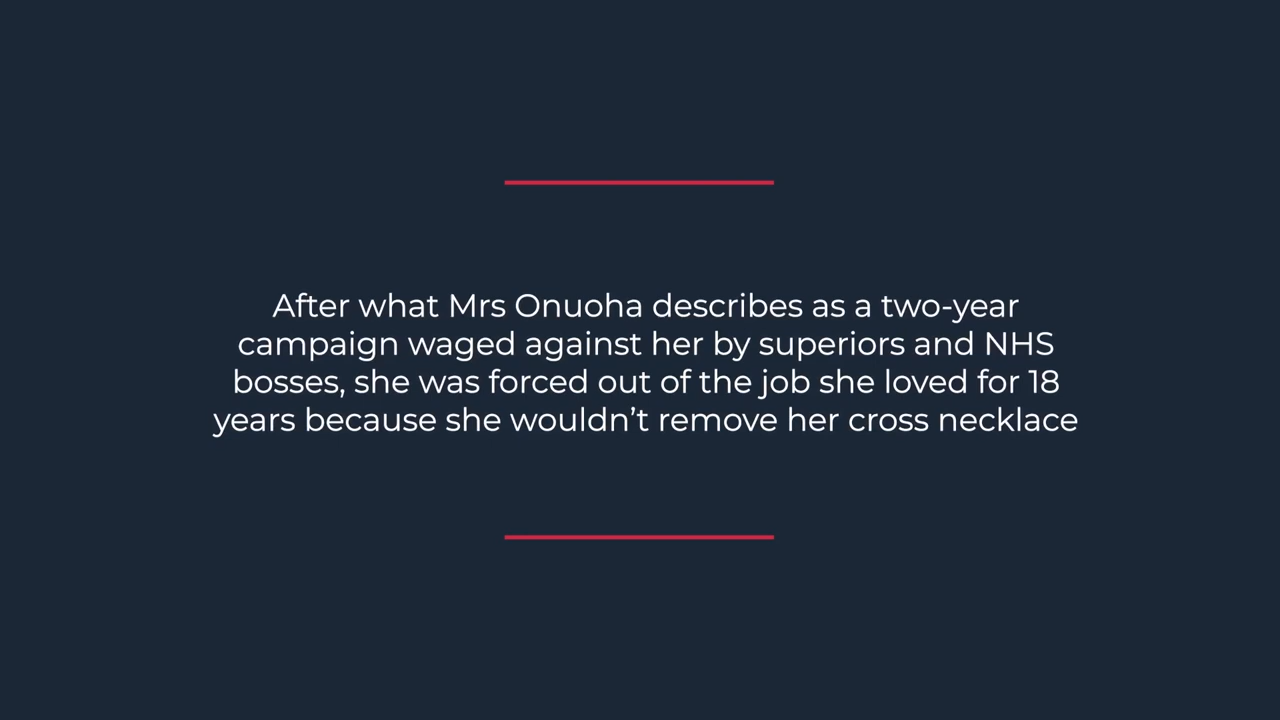 After what Mrs Onuoha describes as a two-year
campaign waged against her by superiors and NHS
bosses, she was forced out of the job she loved for 18
years because she wouldn’t remove her cross necklace